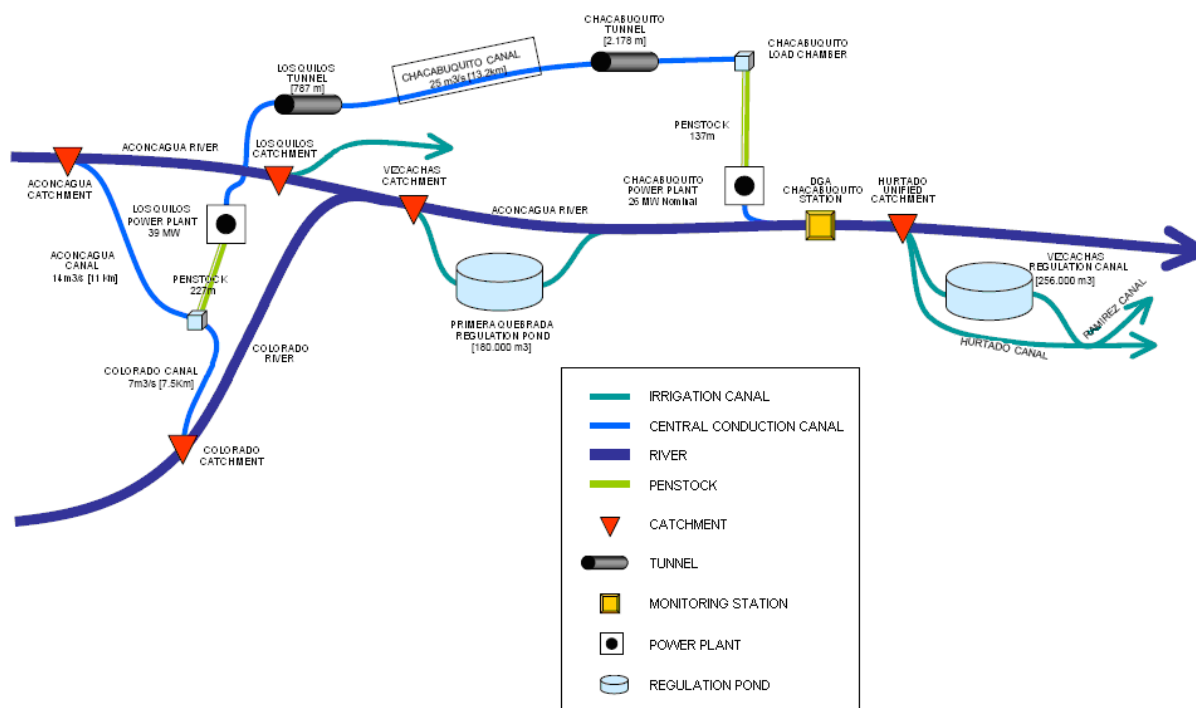 CHACABUQUITO
TUNNEL
[2.178 m]
CHACABUQUITO
LOAD CHAMBER
LOS QUILOS
TUNNEL
[787 m]
CHACABUQUITO CANAL
25 m3/s [13.2km]
PENSTOCK
137m
ACONCAGUA RIVER
LOS QUILOS
CATCHMENT
VIZCACHAS
CATCHMENT
ACONCAGUA
CATCHMENT
LOS QUILOS
POWER PLANT
39 MW
CHACABUQUITO
POWER PLANT
26 MW Nominal
DGA
CHACABUQUITO
STATION
HURTADO
UNIFIED
CATCHMENT
ACONCAGUA RIVER
ACONCAGUA
CANAL
14m3/s [11 km]
PENSTOCK
227m
VIZCACHAS
REGULATION CANAL
[256.000 m3]
PRIMERA QUEBRADA
REGULATION POND
[180.000 m3]
RAMIREZ CANAL
HURTADO CANAL
COLORADO
RIVER
COLORADO CANAL
7m3/s [7.5Km]
COLORADO
CATCHMENT
IRRIGATION CANAL
CENTRAL CONDUCTION CANAL
RIVER
PENSTOCK
CATCHMENT
TUNNEL
MONITORING STATION
POWER PLANT
REGULATION POND